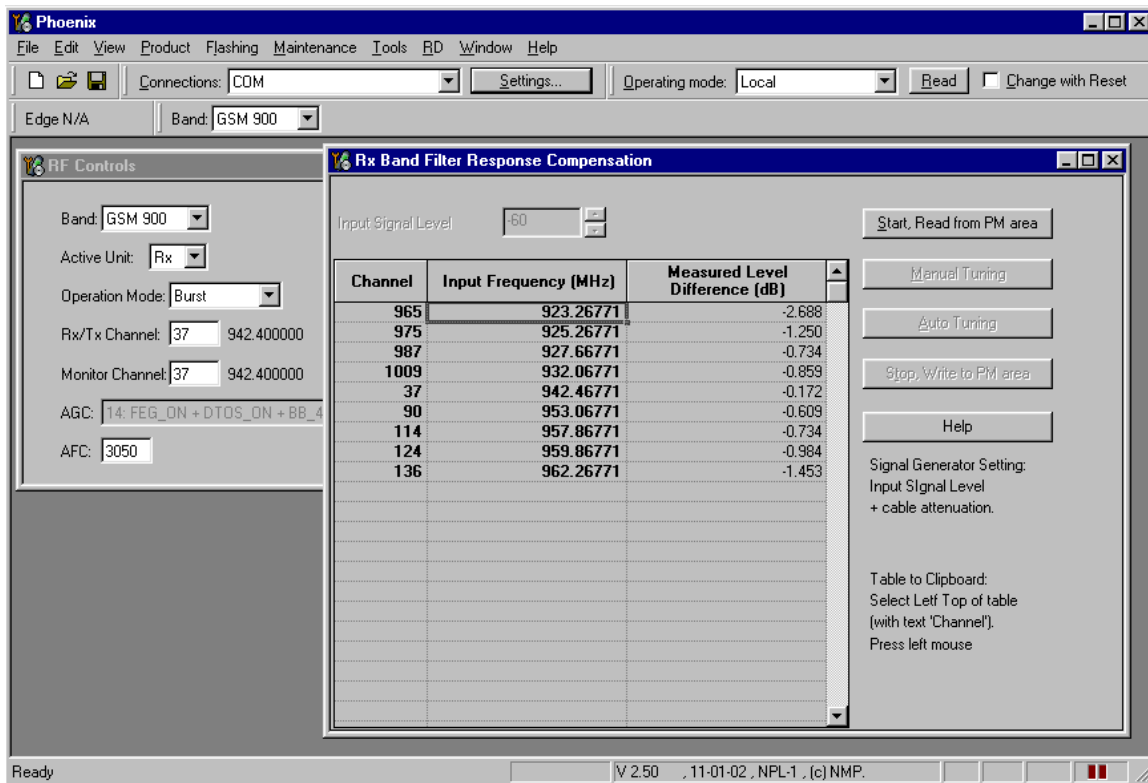 Phoenix
File Edit View Product Flashing Maintenance Tools RD Window Help
Connections: COM Settings... Operating mode: Local Read Change with Reset
Edge N/A Band: GSM 900
RF Controls
Band: GSM 900
Active Unit: Rx
Operation Mode: Burst
Rx/Tx Channel: 37 942.400000
Monitor Channel: 37 942.400000
AGC: 14: FEG_ON + DTOS_ON + BB_4
AFC: 3050
Rx Band Filter Response Compensation
Input Signal Level -60
Channel Input Frequency (MHz) Measured Level Difference (dB)
965 923.26771 -2.688
975 925.26771 -1.250
987 927.66771 -0.734
1009 932.06771 -0.859
37 942.46771 -0.172
90 953.06771 -0.609
114 957.86771 -0.734
124 959.86771 -0.984
136 962.26771 -1.453
Start, Read from PM area
Manual Tuning
Auto Tuning
Stop, Write to PM area
Help
Signal Generator Setting:
Input SIgnal Level
+ cable attenuation.
Table to Clipboard:
Select Letf Top of table
(with text 'Channel').
Press left mouse
Ready V 2.50 , 11-01-02 , NPL-1 , (c) NMP.